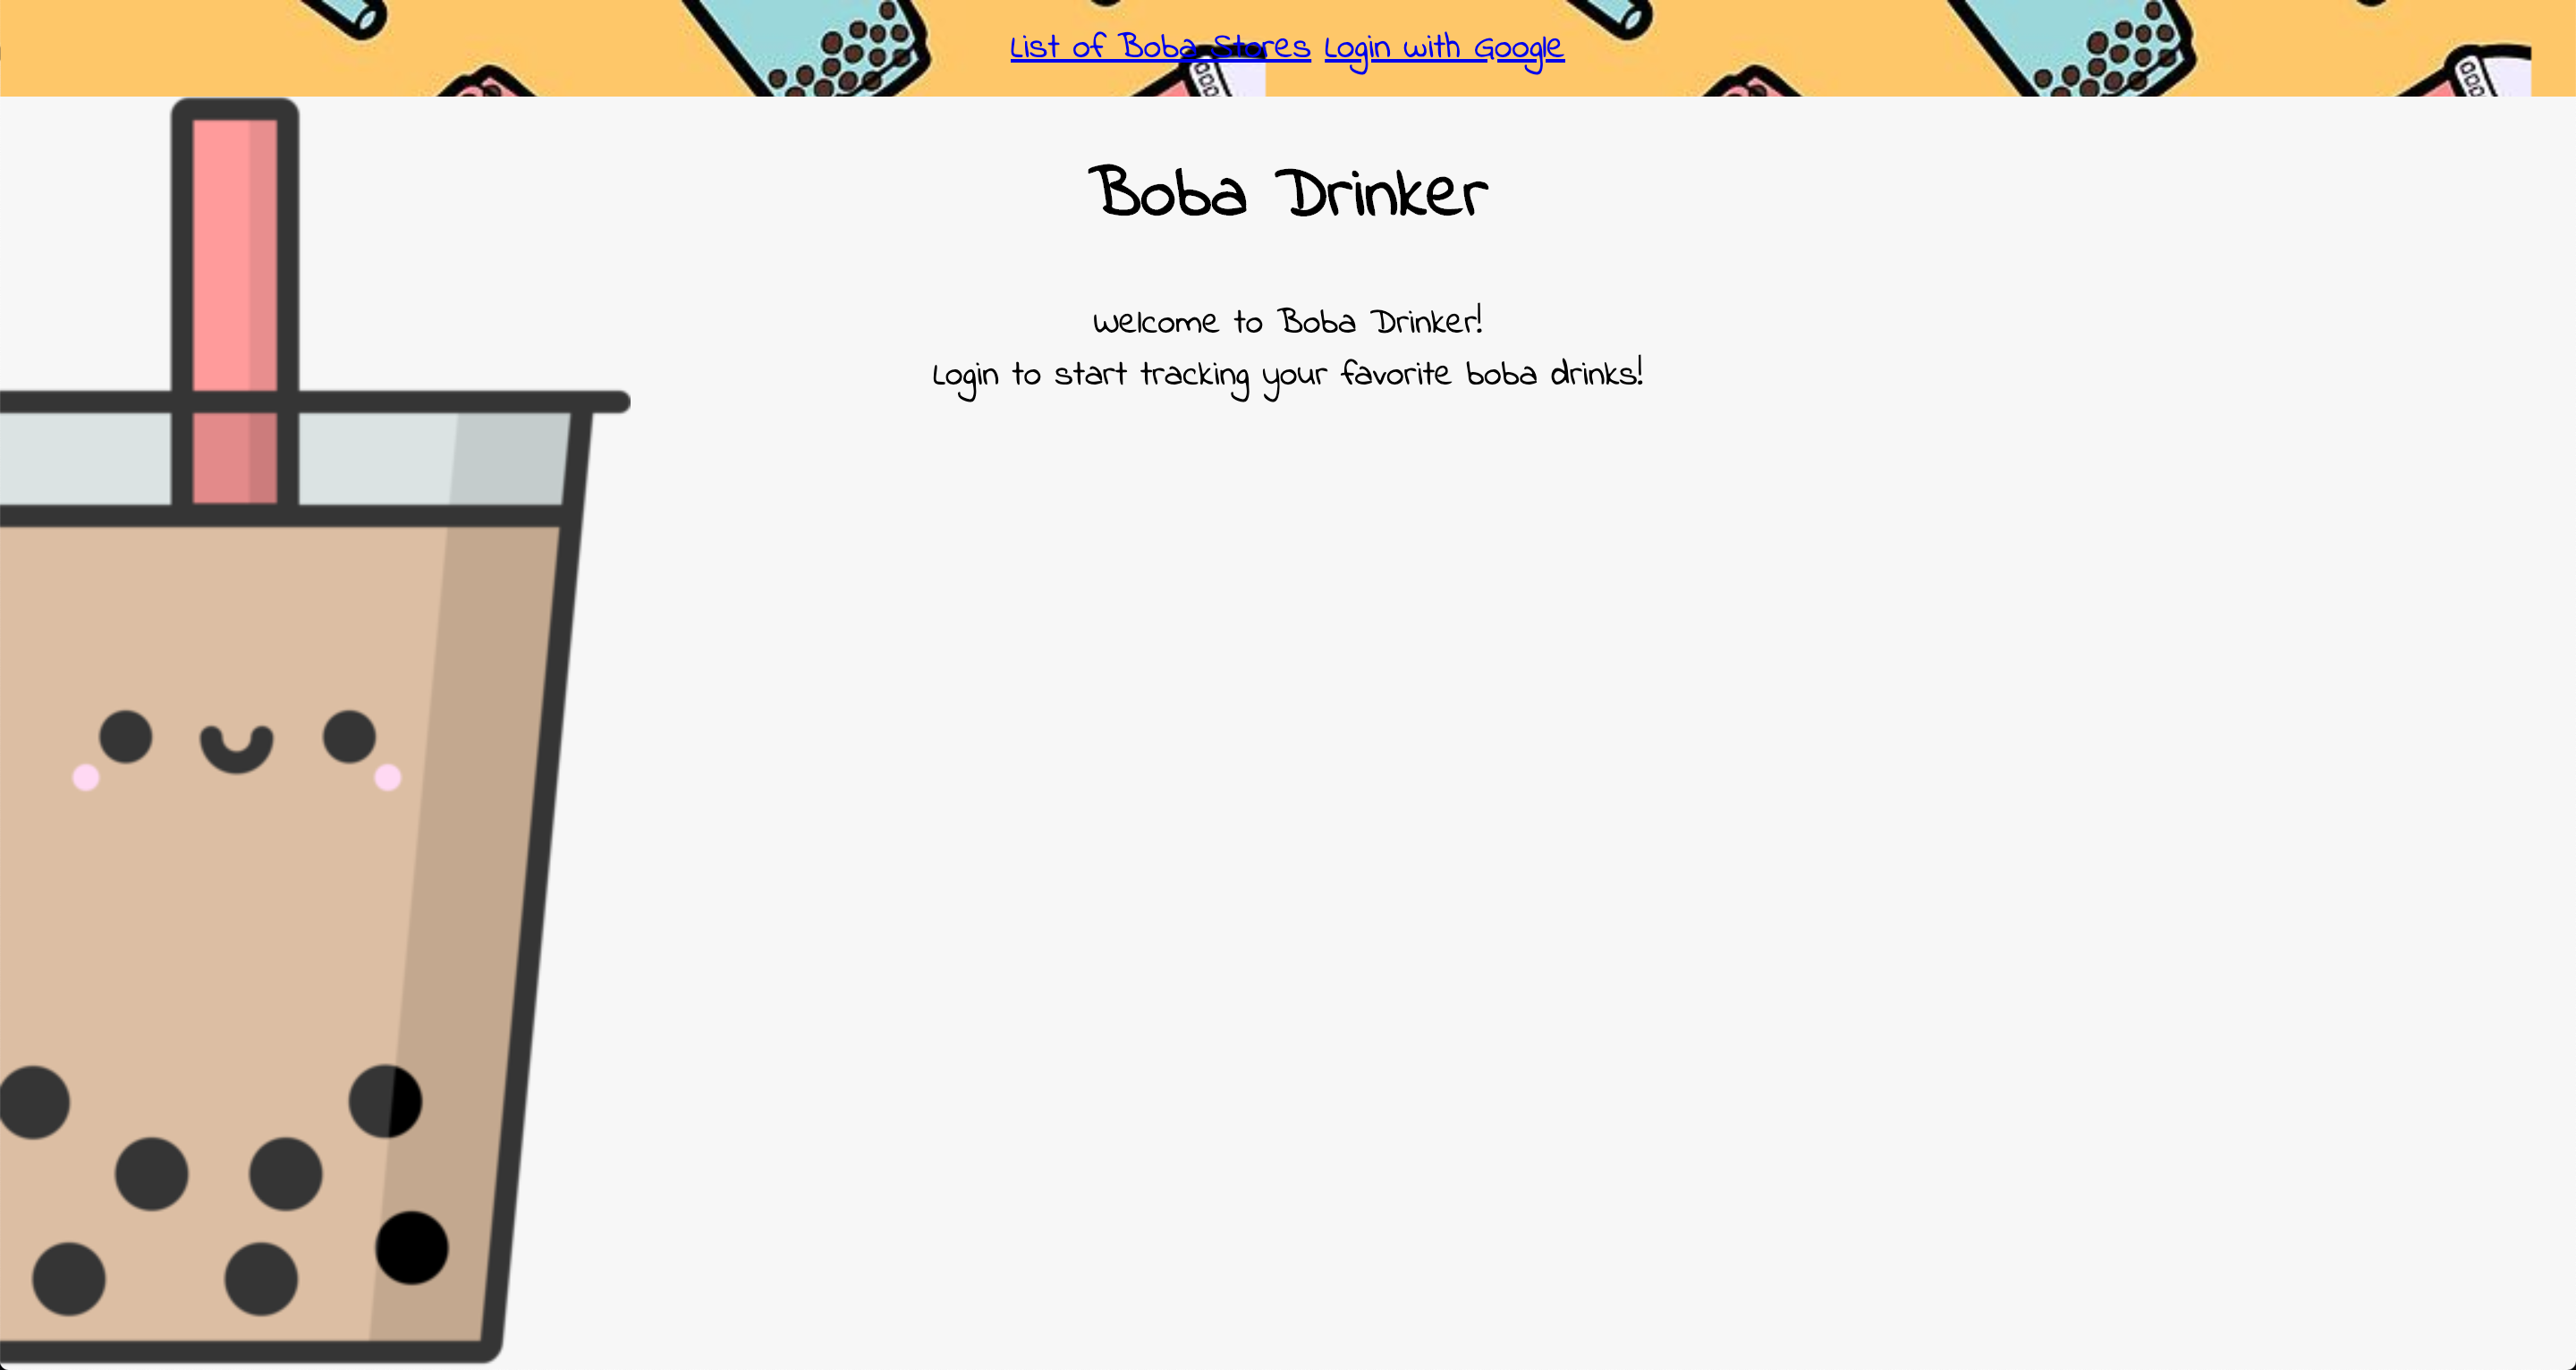 List of Boba Stores Login with Google
Boba Drinker
Welcome to Boba Drinker!
Login to start tracking your favorite boba drinks!